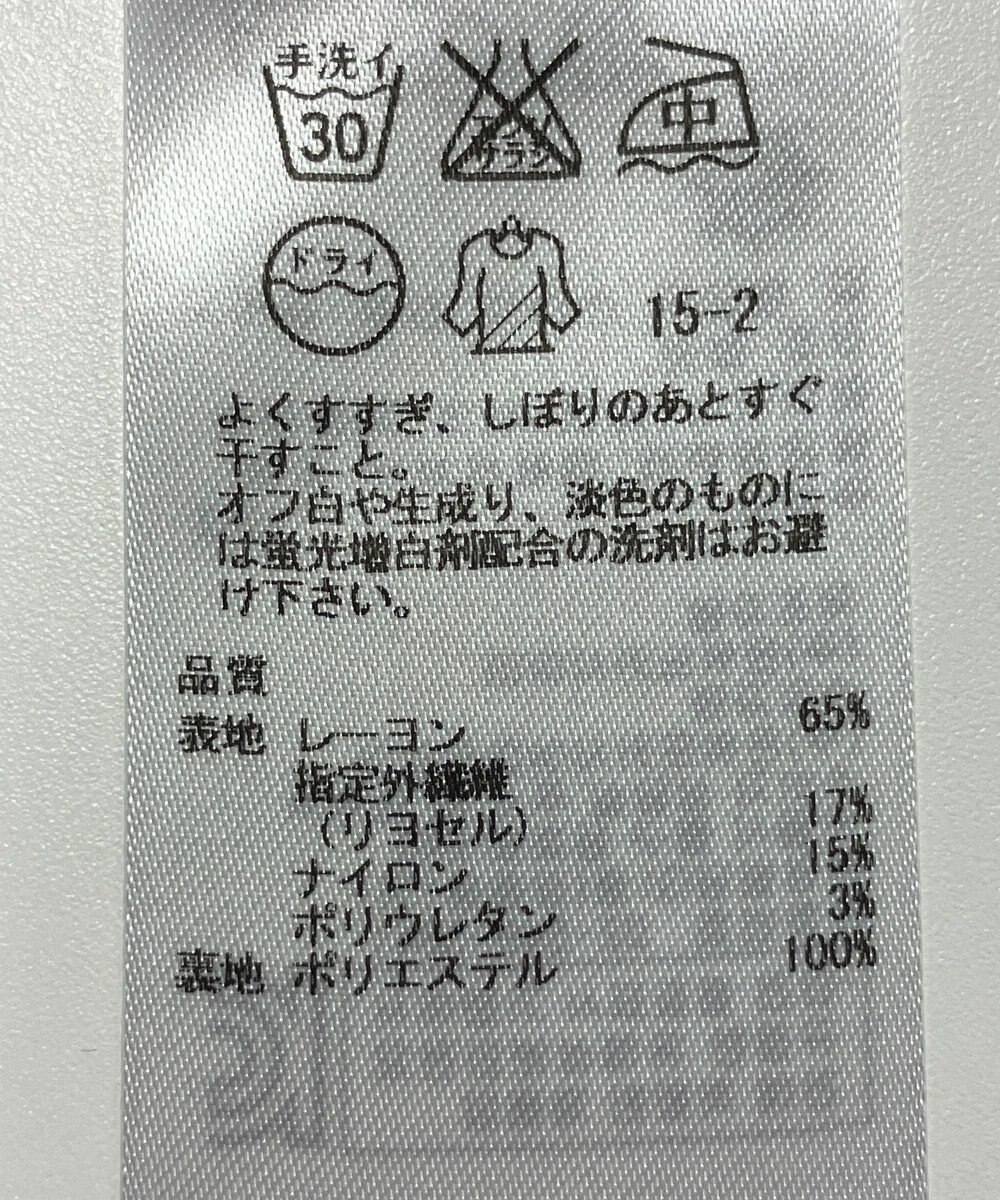 手洗イ
30
エンソ
サラシ
中
ドライ
15-2
よくすすぎ、しぼりのあとすぐ
干すこと。
オフ白や生成り、淡色のものに
は蛍光増白剤配合の洗剤はお避
け下さい。
品質
表地 レーヨン 65%
指定外繊維
(リヨセル) 17%
ナイロン 15%
ポリウレタン 3%
裏地 ポリエステル 100%